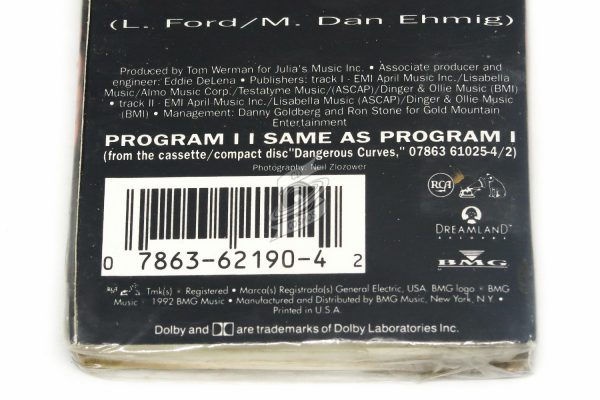 (L. Ford/M. Dan Ehmig)
Produced by Tom Werman for Julia's Music Inc. • Associate producer and
engineer: Eddie DeLena • Publishers: track I - EMI April Music Inc./Lisabella
Music/Almo Music Corp./Testatyme Music/(ASCAP)/Dinger & Ollie Music (BMI)
• track II - EMI April Music Inc./Lisabella Music (ASCAP)/Dinger & Ollie Music
(BMI) • Management: Danny Goldberg and Ron Stone for Gold Mountain
Entertainment
PROGRAM II SAME AS PROGRAM I
(from the cassette/compact disc"Dangerous Curves," 07863 61025-4/2)
Photography: Neil Zlozower
RCA
DREAMLAND
RECORDS
BMG
0 7863-62190-4 2
Tmk(s) ® Registered • Marca(s) Registrada(s) General Electric, USA. BMG logo ® BMG
Music • 1992 BMG Music • Manufactured and Distributed by BMG Music, New York, N.Y. •
Printed in U.S.A.
Dolby and DD are trademarks of Dolby Laboratories Inc.